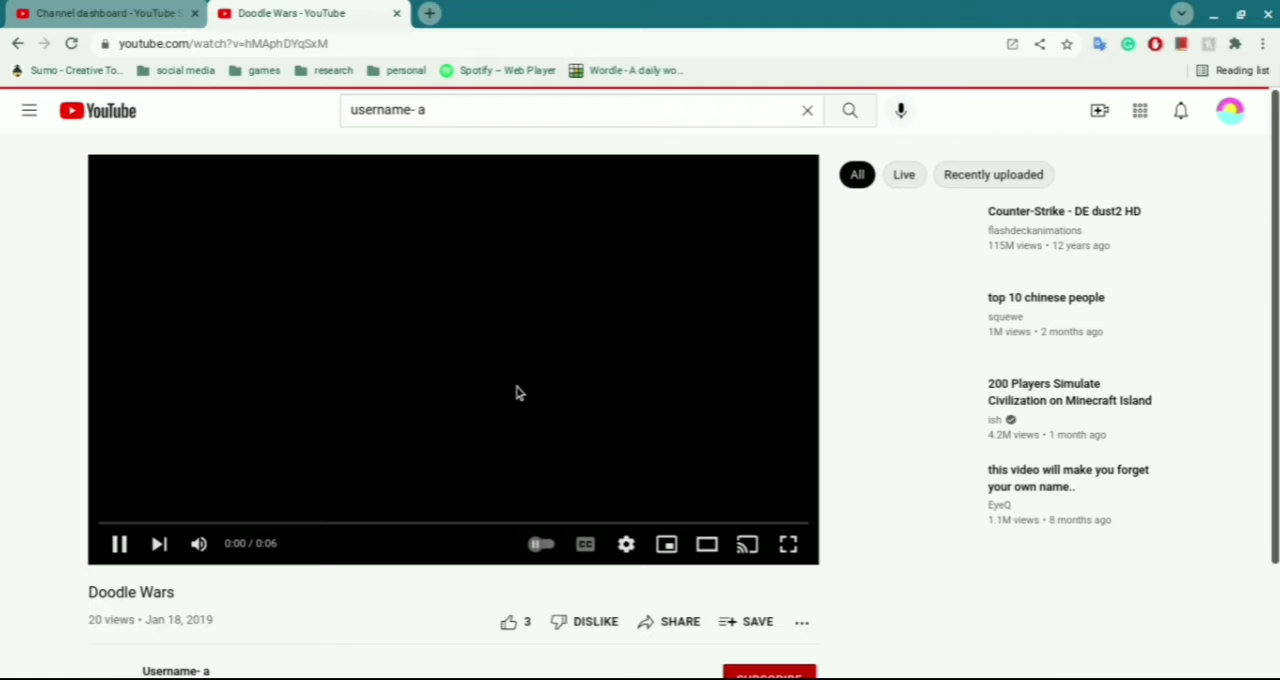 Channel dashboard - YouTube S
Doodle Wars - YouTube
youtube.com/watch?v=hMAphDYqSxM
Sumo - Creative To...
social media
games
research
personal
Spotify – Web Player
Wordle - A daily wo...
Reading list
YouTube
username- a
All
Live
Recently uploaded
Counter-Strike - DE dust2 HD
flashdeckanimations
115M views • 12 years ago
top 10 chinese people
squewe
1M views • 2 months ago
200 Players Simulate
Civilization on Minecraft Island
ish
4.2M views • 1 month ago
this video will make you forget
your own name..
EyeQ
1.1M views • 8 months ago
0:00 / 0:06
CC
Doodle Wars
20 views • Jan 18, 2019
3
DISLIKE
SHARE
SAVE
Username- a
SUBSCRIBE